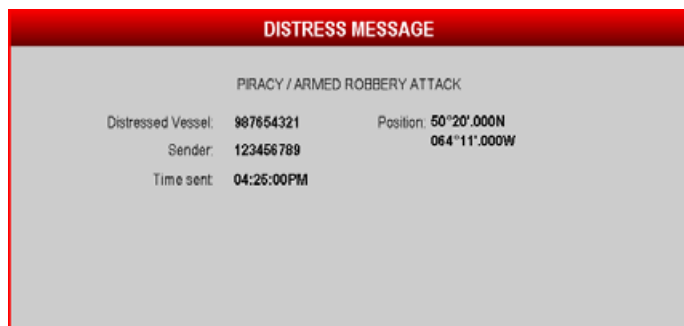 DISTRESS MESSAGE
PIRACY / ARMED ROBBERY ATTACK
Distressed Vessel: 987654321 Position: 50°20'.000N
064°11'.000W
Sender: 123456789
Time sent: 04:25:00PM